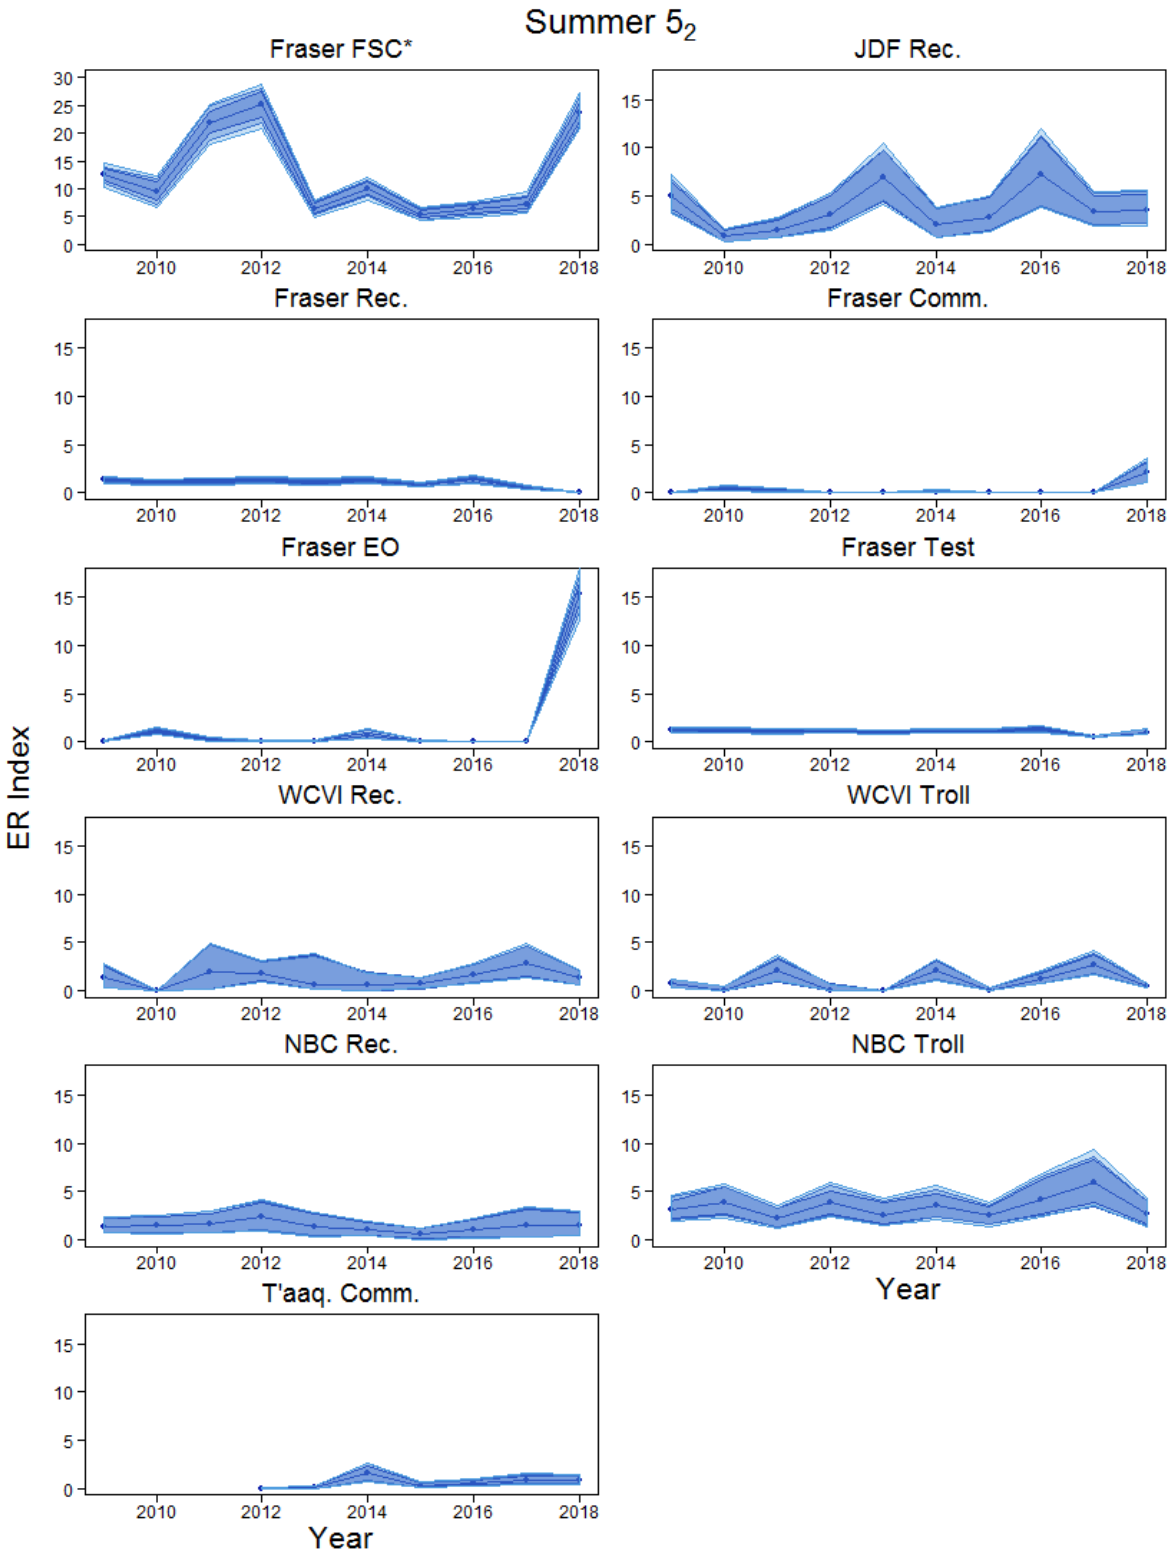 Summer 5₂
Fraser FSC*
30
25
20
15
10
5
0
2010 2012 2014 2016 2018
JDF Rec.
15
10
5
0
2010 2012 2014 2016 2018
Fraser Rec.
15
10
5
0
2010 2012 2014 2016 2018
Fraser Comm.
15
10
5
0
2010 2012 2014 2016 2018
Fraser EO
15
10
5
0
2010 2012 2014 2016 2018
Fraser Test
15
10
5
0
2010 2012 2014 2016 2018
ER Index
WCVI Rec.
15
10
5
0
2010 2012 2014 2016 2018
WCVI Troll
15
10
5
0
2010 2012 2014 2016 2018
NBC Rec.
15
10
5
0
2010 2012 2014 2016 2018
NBC Troll
15
10
5
0
2010 2012 2014 2016 2018
Year
T'aaq. Comm.
15
10
5
0
2010 2012 2014 2016 2018
Year